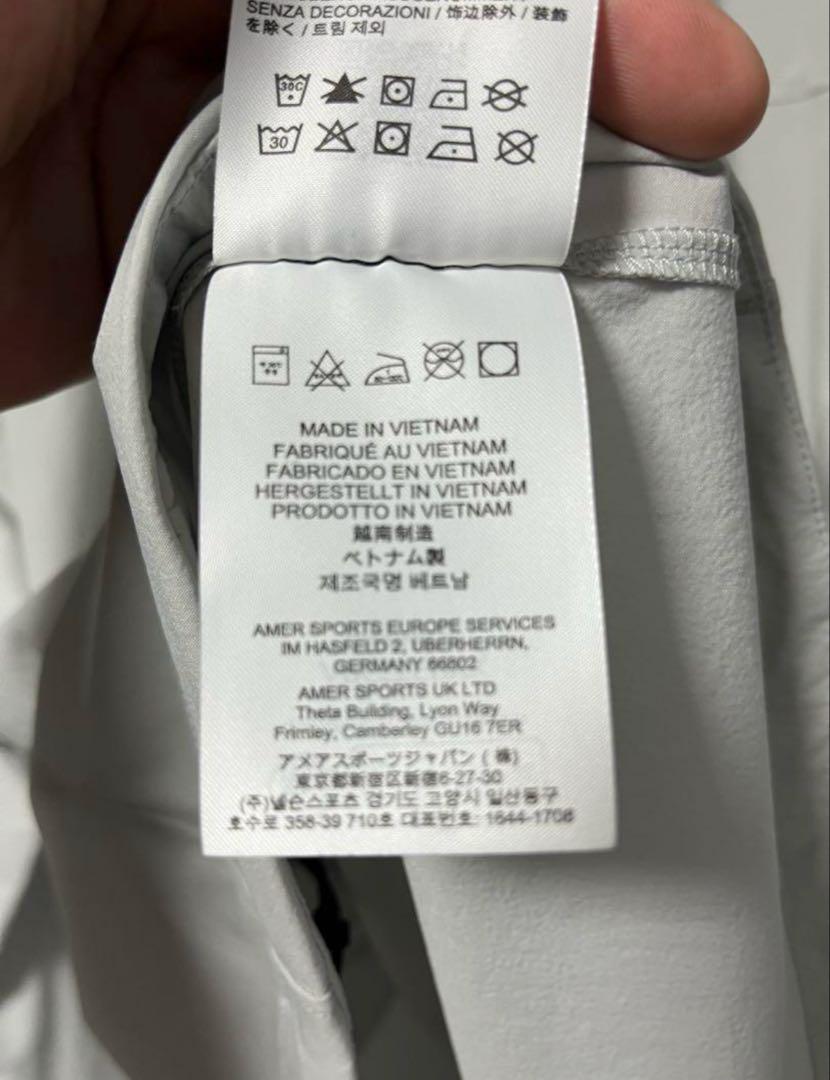 SENZA DECORAZIONI / 饰边除外 / 装飾
を除く / 트림 제외
30C
30
MADE IN VIETNAM
FABRIQUÉ AU VIETNAM
FABRICADO EN VIETNAM
HERGESTELLT IN VIETNAM
PRODOTTO IN VIETNAM
越南制造
ベトナム製
제조국명 베트남
AMER SPORTS EUROPE SERVICES
IM HASFELD 2, UBERHERRN,
GERMANY 66802
AMER SPORTS UK LTD
Theta Building, Lyon Way
Frimley, Camberley GU16 7ER
アメアスポーツジャパン (株)
東京都新宿区新宿6-27-30
(주)넬슨스포츠 경기도 고양시 일산동구
호수로 358-39 710호 대표번호: 1644-1708